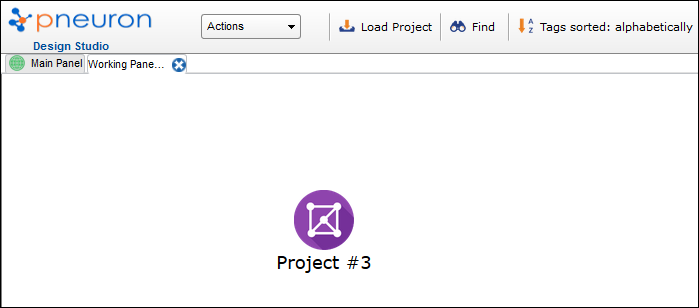 pneuron
Design Studio
Actions
Load Project
Find
A
Z
Tags sorted: alphabetically
Main Panel
Working Pane...
Project #3